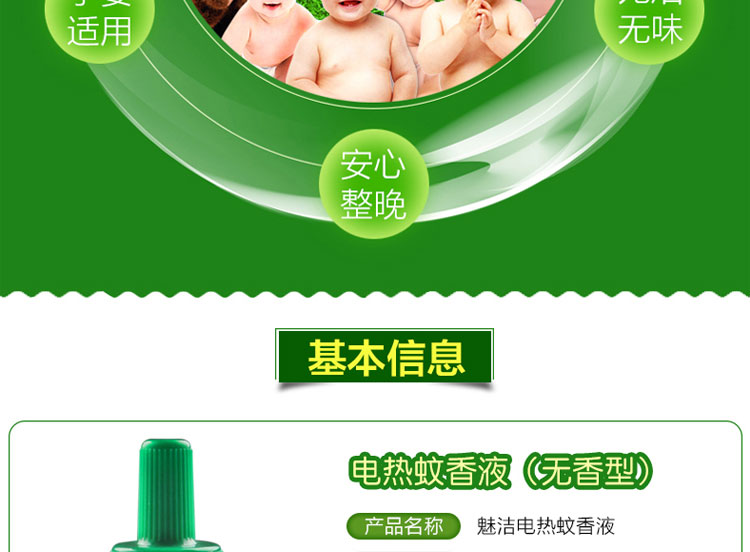 适用
无味
安心
整晚
基本信息
电热蚊香液（无香型）
产品名称 魅洁电热蚊香液